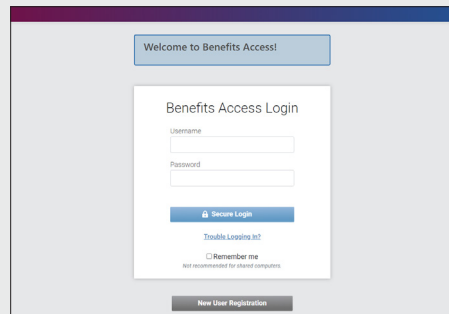 Welcome to Benefits Access!
Benefits Access Login
Username
Password
Secure Login
Trouble Logging In?
Remember me
Not recommended for shared computers.
New User Registration